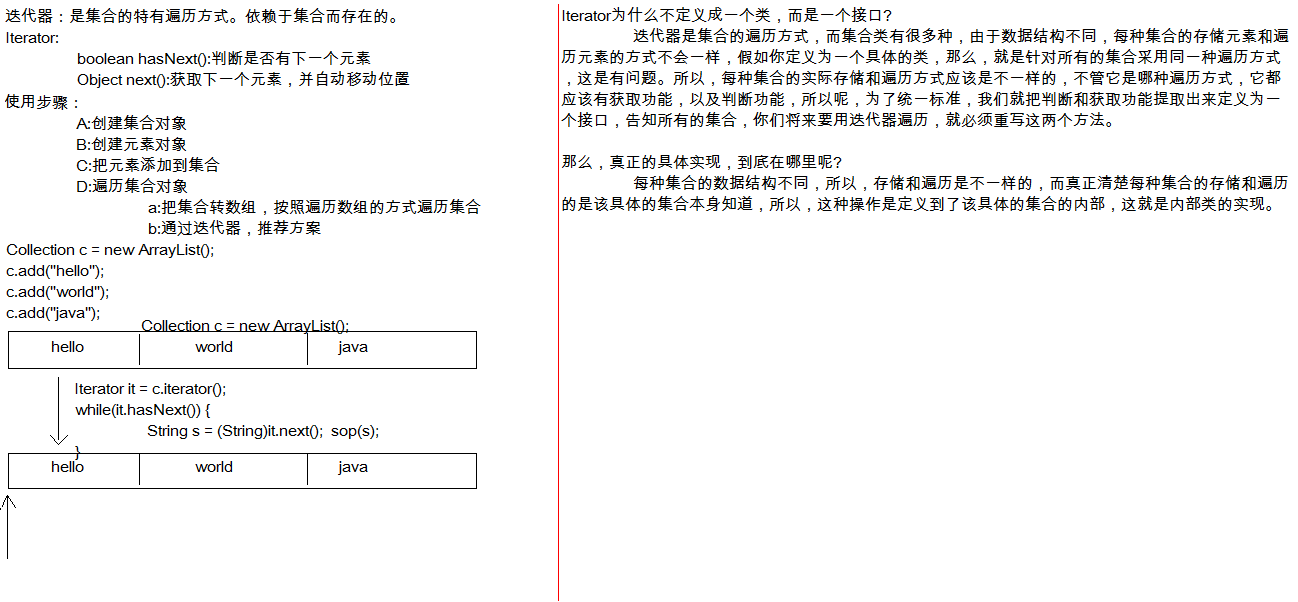 迭代器：是集合的特有遍历方式。依赖于集合而存在的。
Iterator:
boolean hasNext():判断是否有下一个元素
Object next():获取下一个元素，并自动移动位置
使用步骤：
A:创建集合对象
B:创建元素对象
C:把元素添加到集合
D:遍历集合对象
a:把集合转数组，按照遍历数组的方式遍历集合
b:通过迭代器，推荐方案
Collection c = new ArrayList();
c.add("hello");
c.add("world");
c.add("java");
Collection c = new ArrayList();
hello world java
Iterator it = c.iterator();
while(it.hasNext()) {
String s = (String)it.next(); sop(s);
}
hello world java
Iterator为什么不定义成一个类，而是一个接口?
迭代器是集合的遍历方式，而集合类有很多种，由于数据结构不同，每种集合的存储元素和遍
历元素的方式不会一样，假如你定义为一个具体的类，那么，就是针对所有的集合采用同一种遍历方式
，这是有问题。所以，每种集合的实际存储和遍历方式应该是不一样的，不管它是哪种遍历方式，它都
应该有获取功能，以及判断功能，所以呢，为了统一标准，我们就把判断和获取功能提取出来定义为一
个接口，告知所有的集合，你们将来要用迭代器遍历，就必须重写这两个方法。
那么，真正的具体实现，到底在哪里呢?
每种集合的数据结构不同，所以，存储和遍历是不一样的，而真正清楚每种集合的存储和遍历
的是该具体的集合本身知道，所以，这种操作是定义到了该具体的集合的内部，这就是内部类的实现。